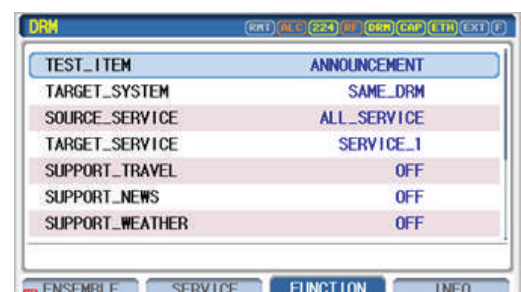 DRM RMT ALC 224 RF DRM CAP ETH EXT F
TEST_ITEM ANNOUNCEMENT
TARGET_SYSTEM SAME_DRM
SOURCE_SERVICE ALL_SERVICE
TARGET_SERVICE SERVICE_1
SUPPORT_TRAVEL OFF
SUPPORT_NEWS OFF
SUPPORT_WEATHER OFF
ENSEMBLE SERVICE FUNCTION INFO